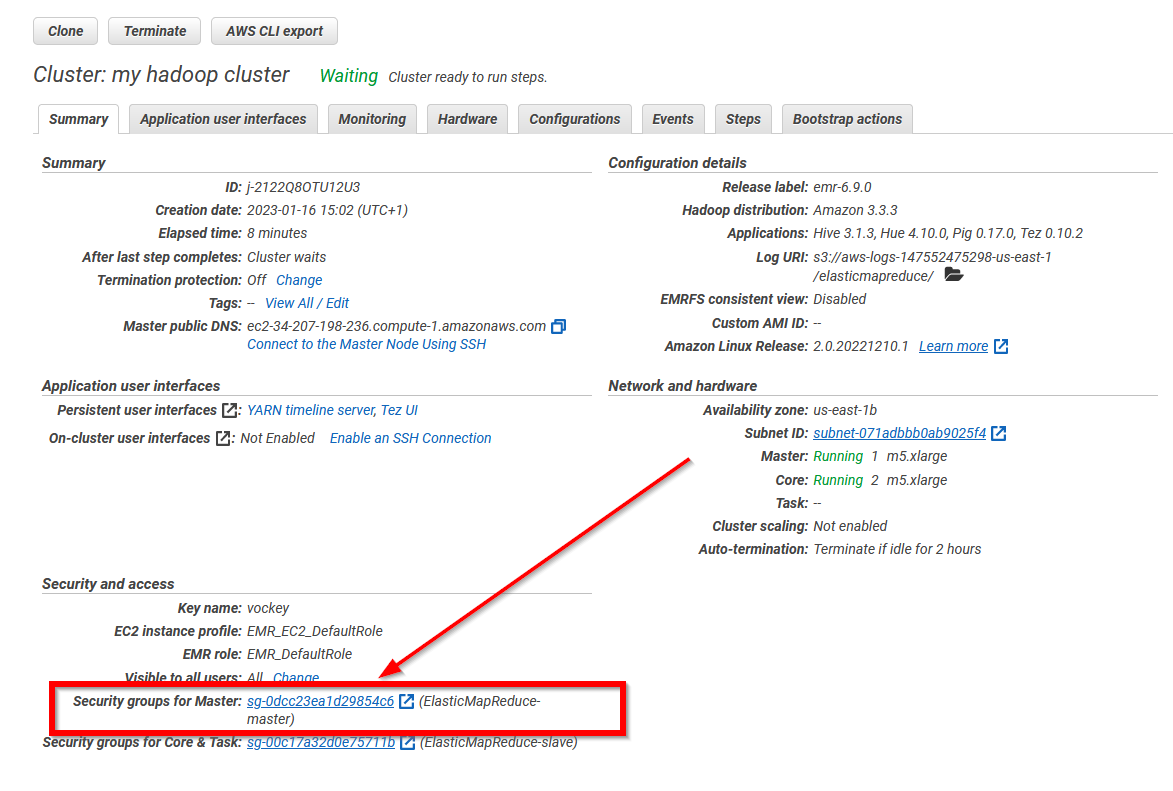 Clone Terminate AWS CLI export
Cluster: my hadoop cluster Waiting Cluster ready to run steps.
Summary Application user interfaces Monitoring Hardware Configurations Events Steps Bootstrap actions
Summary
ID: j-2122Q8OTU12U3
Creation date: 2023-01-16 15:02 (UTC+1)
Elapsed time: 8 minutes
After last step completes: Cluster waits
Termination protection: Off Change
Tags: -- View All / Edit
Master public DNS: ec2-34-207-198-236.compute-1.amazonaws.com
Connect to the Master Node Using SSH
Configuration details
Release label: emr-6.9.0
Hadoop distribution: Amazon 3.3.3
Applications: Hive 3.1.3, Hue 4.10.0, Pig 0.17.0, Tez 0.10.2
Log URI: s3://aws-logs-147552475298-us-east-1
/elasticmapreduce/
EMRFS consistent view: Disabled
Custom AMI ID: --
Amazon Linux Release: 2.0.20221210.1 Learn more
Application user interfaces
Persistent user interfaces : YARN timeline server, Tez UI
On-cluster user interfaces : Not Enabled Enable an SSH Connection
Network and hardware
Availability zone: us-east-1b
Subnet ID: subnet-071adbbb0ab9025f4
Master: Running 1 m5.xlarge
Core: Running 2 m5.xlarge
Task: --
Cluster scaling: Not enabled
Auto-termination: Terminate if idle for 2 hours
Security and access
Key name: vockey
EC2 instance profile: EMR_EC2_DefaultRole
EMR role: EMR_DefaultRole
Visible to all users: All Change
Security groups for Master: sg-0dcc23ea1d29854c6 (ElasticMapReduce-
master)
Security groups for Core & Task: sg-00c17a32d0e75711b (ElasticMapReduce-slave)